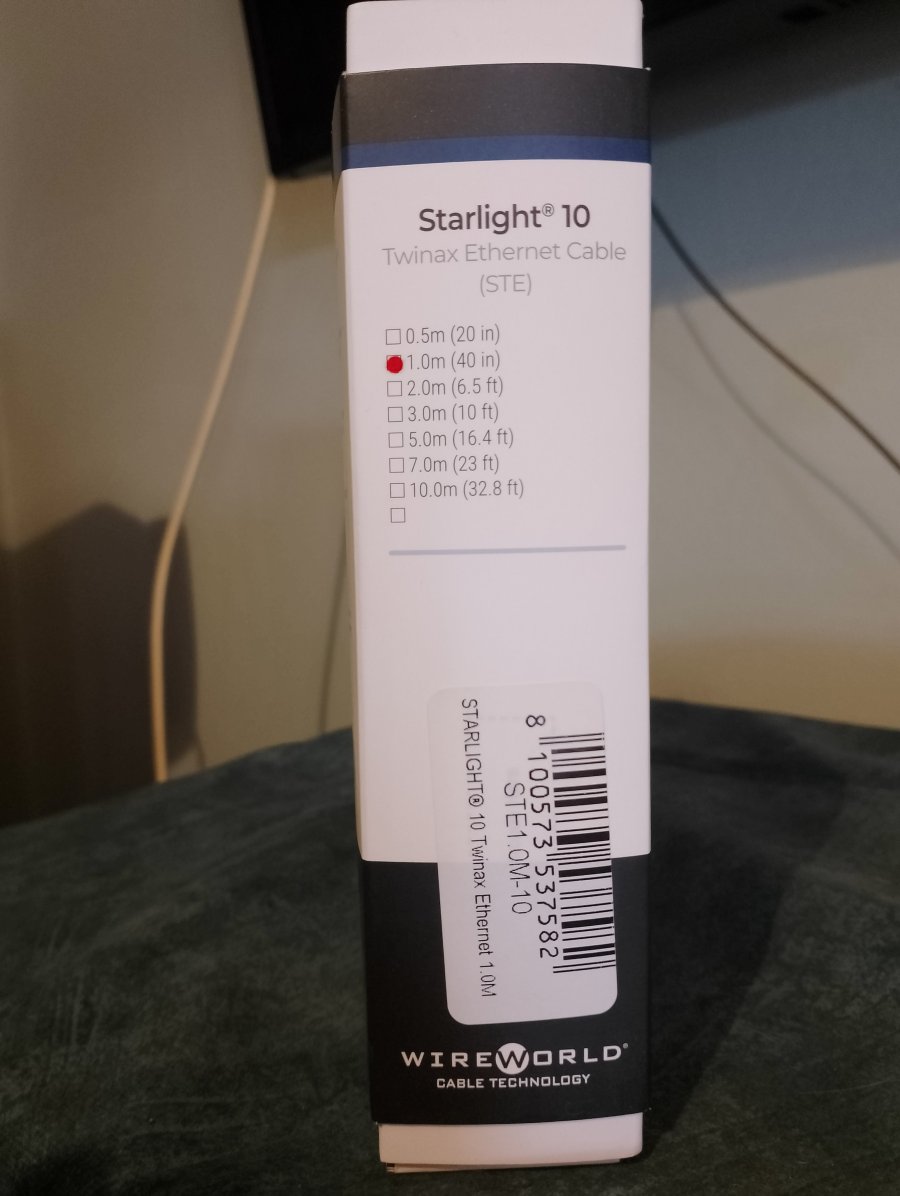 Starlight® 10
Twinax Ethernet Cable
(STE)
0.5m (20 in)
1.0m (40 in)
2.0m (6.5 ft)
3.0m (10 ft)
5.0m (16.4 ft)
7.0m (23 ft)
10.0m (32.8 ft)
8 100573 537582
STE1.0M-10
STARLIGHT® 10 Twinax Ethernet 1.0M
WIREWORLD®
CABLE TECHNOLOGY